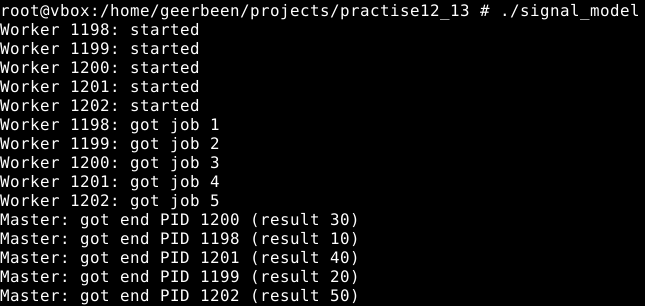 root@vbox:/home/geerbeen/projects/practise12_13 # ./signal_model
Worker 1198: started
Worker 1199: started
Worker 1200: started
Worker 1201: started
Worker 1202: started
Worker 1198: got job 1
Worker 1199: got job 2
Worker 1200: got job 3
Worker 1201: got job 4
Worker 1202: got job 5
Master: got end PID 1200 (result 30)
Master: got end PID 1198 (result 10)
Master: got end PID 1201 (result 40)
Master: got end PID 1199 (result 20)
Master: got end PID 1202 (result 50)